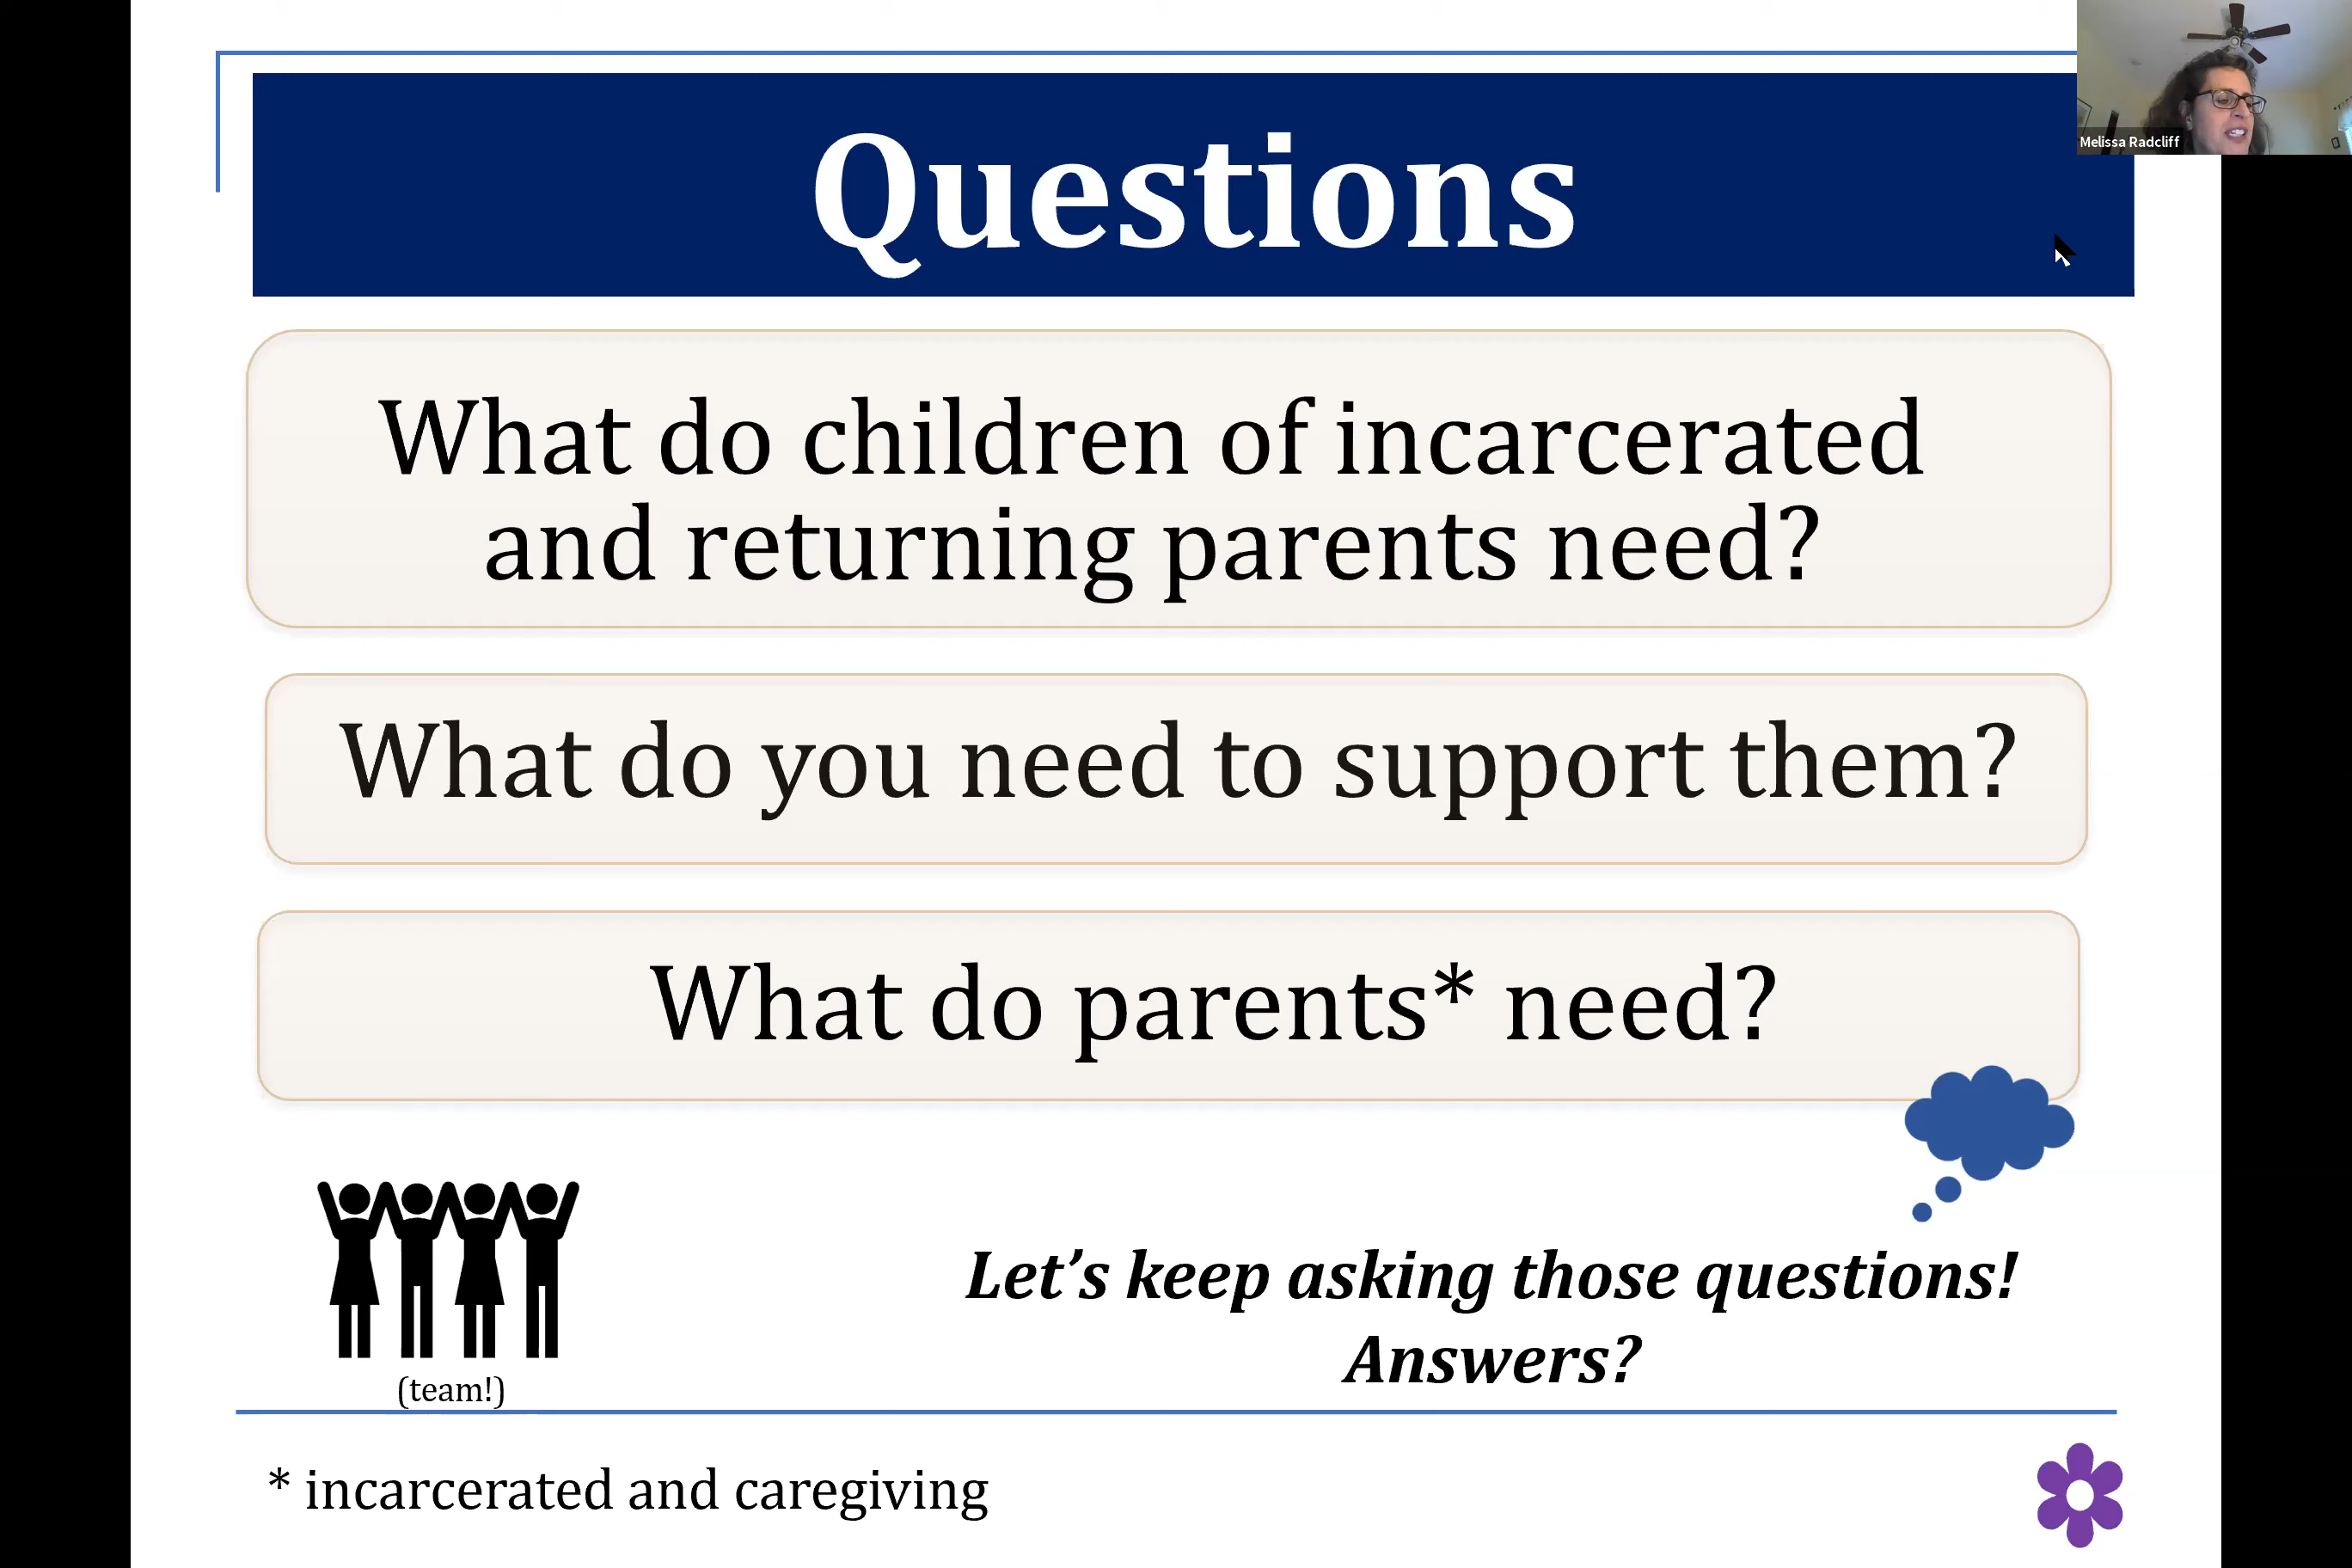 Questions
Melissa Radcliff
What do children of incarcerated
and returning parents need?
What do you need to support them?
What do parents* need?
Let’s keep asking those questions!
Answers?
(team!)
* incarcerated and caregiving